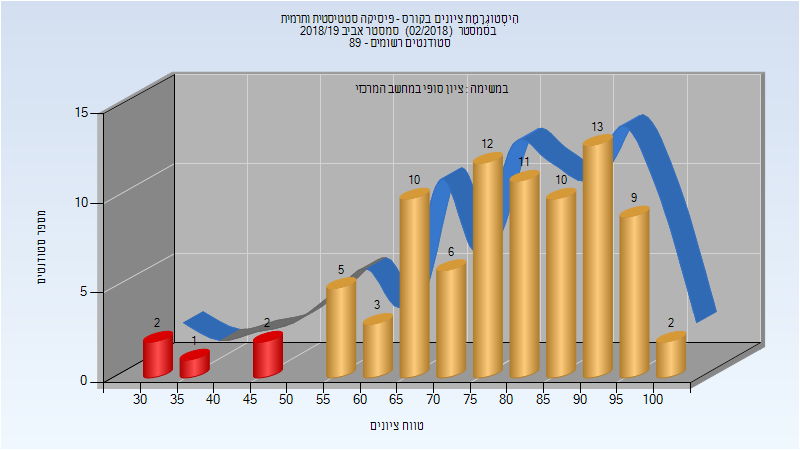 היסטוגרמת ציונים בקורס - פיסיקה סטטיסטית ותרמית
בסמסטר (02/2018) סמסטר אביב 2018/19
סטודנטים רשומים - 89
במשימה : ציון סופי במחשב המרכזי
15
10
5
0
מספר סטודנטים
2
1
2
5
3
10
6
12
11
10
13
9
2
30 35 40 45 50 55 60 65 70 75 80 85 90 95 100
טווח ציונים